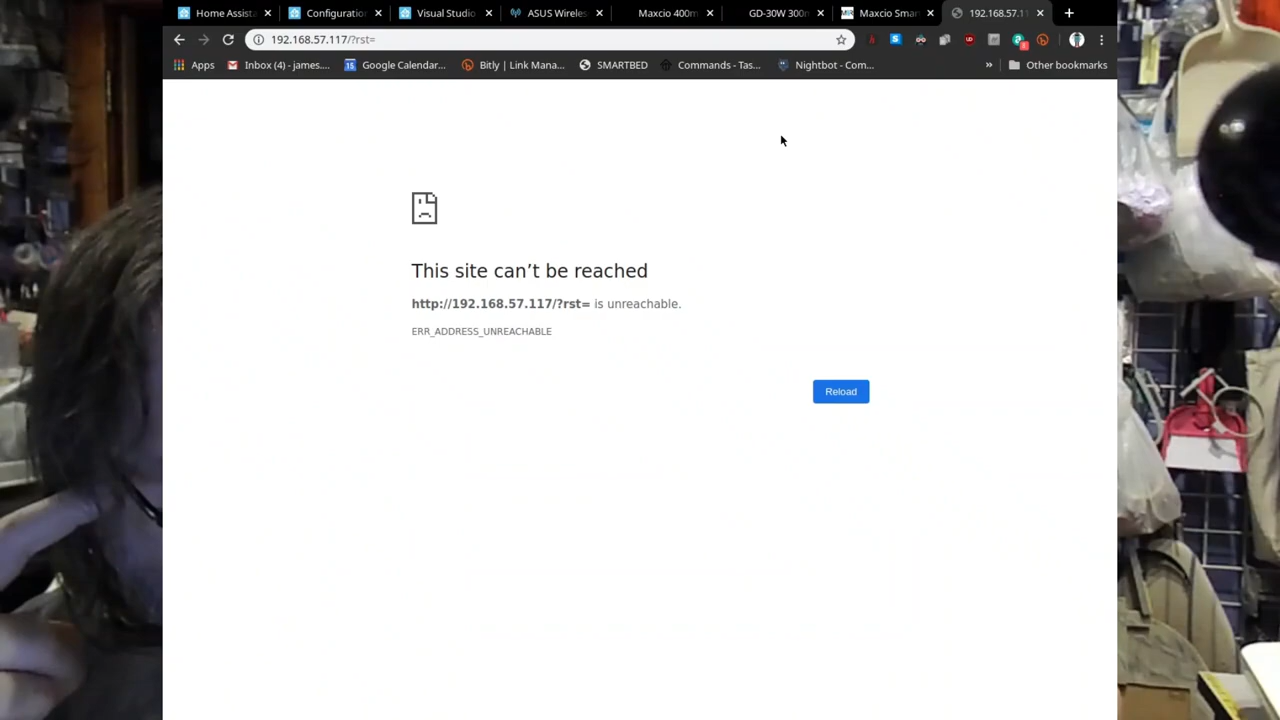 Home Assista
Configuration
Visual Studio
ASUS Wireles
Maxcio 400m
GD-30W 300m
Maxcio Smar
192.168.57.11
192.168.57.117/?rst=
Apps
Inbox (4) - james....
15
Google Calendar...
Bitly | Link Mana...
SMARTBED
Commands - Tas...
Nightbot - Com...
»
Other bookmarks
This site can’t be reached
http://192.168.57.117/?rst= is unreachable.
ERR_ADDRESS_UNREACHABLE
Reload